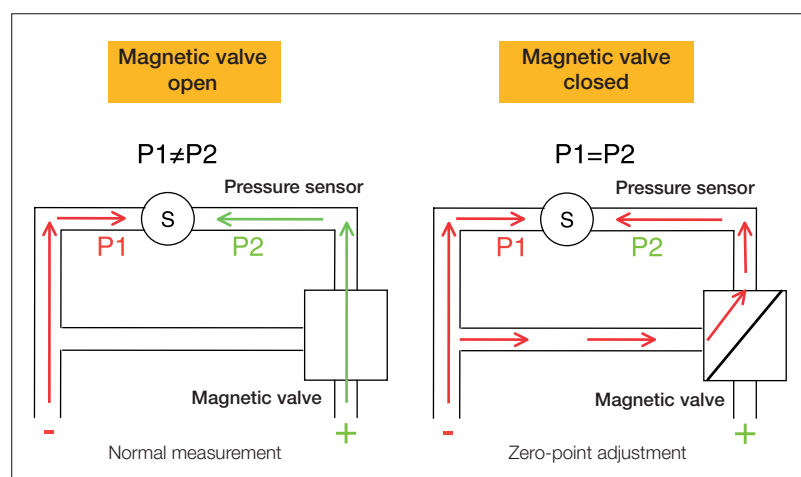 Magnetic valve
open
P1≠P2
Pressure sensor
S
P1
P2
Magnetic valve
-
+
Normal measurement
Magnetic valve
closed
P1=P2
Pressure sensor
S
P1
P2
Magnetic valve
-
+
Zero-point adjustment